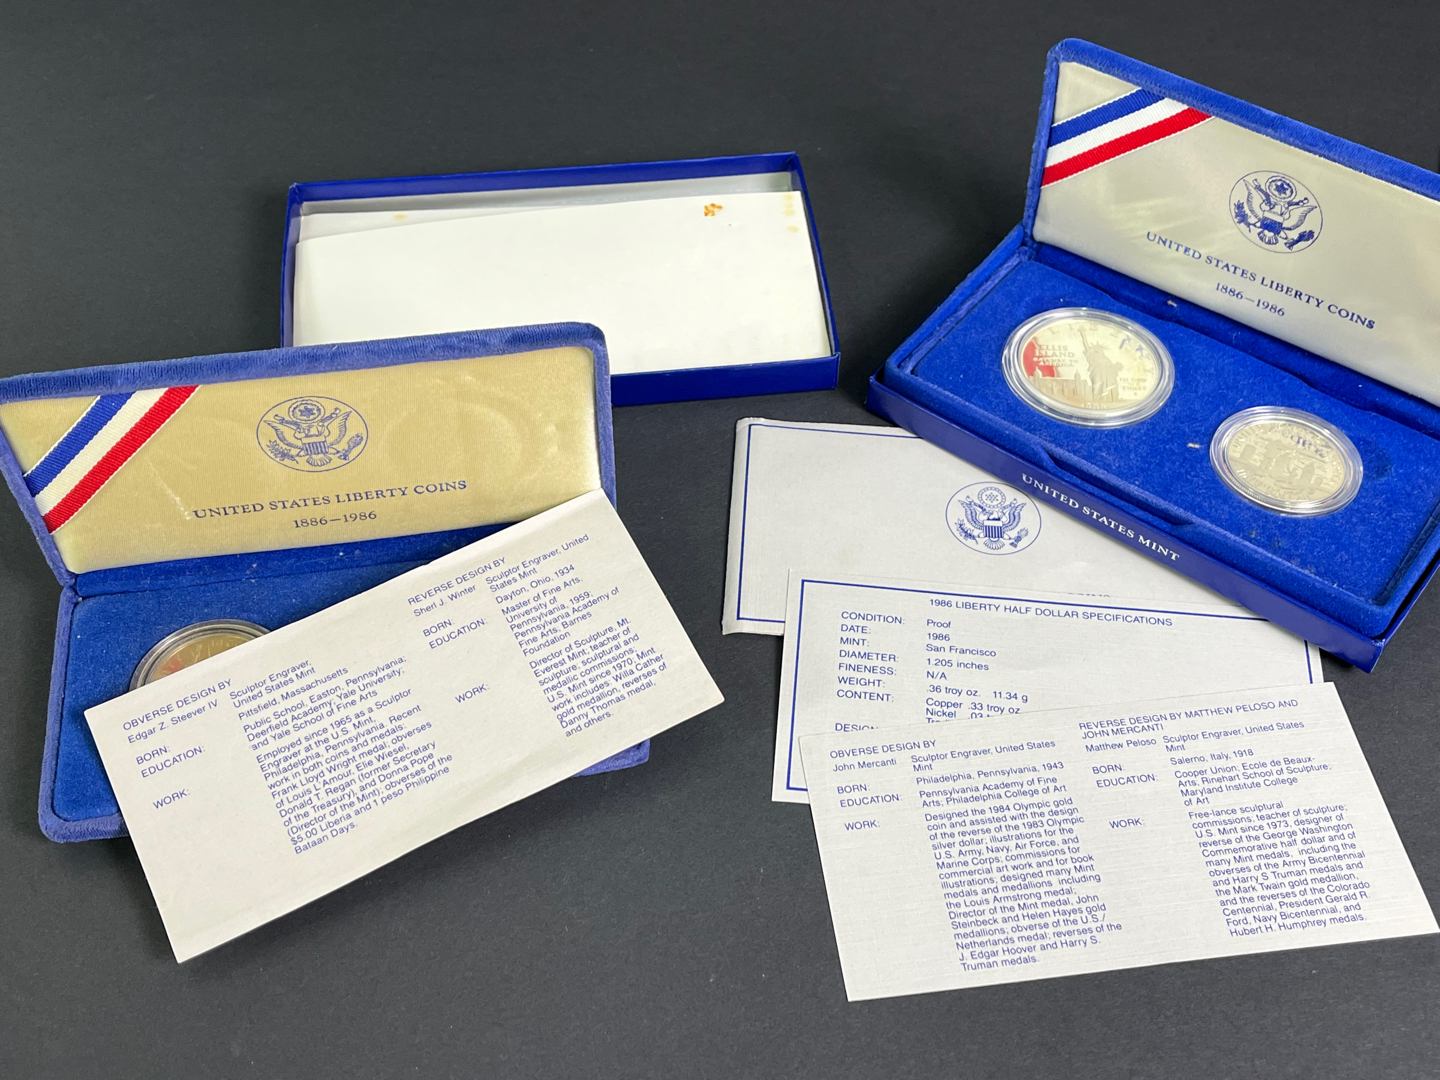 UNITED STATES LIBERTY COINS
1886–1986
UNITED STATES LIBERTY COINS
1886–1986
ELLIS
ISLAND
1986
UNITED STATES MINT
OBVERSE DESIGN BY
Edgar Z. Steever IV
Sculptor Engraver,
United States Mint
BORN:
Pittsfield, Massachusetts
EDUCATION:
Public School, Easton, Pennsylvania;
Deerfield Academy; Yale University;
and Yale School of Fine Arts
WORK:
Employed since 1965 as a Sculptor
Engraver at the U.S. Mint,
Philadelphia, Pennsylvania. Recent
work in both coins and medals:
Frank Lloyd Wright medal; obverses
of Louis L'Amour, Elie Wiesel,
Donald T. Regan (former Secretary
of the Treasury), and Donna Pope
(Director of the Mint); obverses of the
$5.00 Liberia and 1 peso Philippine
Bataan Days.
REVERSE DESIGN BY
Sherl J. Winter
Sculptor Engraver, United
States Mint
BORN:
Dayton, Ohio, 1934
EDUCATION:
Master of Fine Arts,
University of
Pennsylvania, 1959;
Pennsylvania Academy of
Fine Arts; Barnes
Foundation
WORK:
Director of Sculpture, Mt.
Everest Mint; teacher of
sculpture, sculptural and
medallic commissions;
U.S. Mint since 1970; Mint
work includes: Willa Cather
gold medallion, reverses of
Danny Thomas medal,
and others.
1986 LIBERTY HALF DOLLAR SPECIFICATIONS
CONDITION: Proof
DATE: 1986
MINT: San Francisco
DIAMETER: 1.205 inches
FINENESS: N/A
WEIGHT: .36 troy oz. 11.34 g
CONTENT: Copper .33 troy oz.
Nickel .03
OBVERSE DESIGN BY
John Mercanti
Sculptor Engraver, United States
Mint
BORN:
Philadelphia, Pennsylvania, 1943
EDUCATION:
Pennsylvania Academy of Fine
Arts; Philadelphia College of Art
WORK:
Designed the 1984 Olympic gold
coin and assisted with the design
of the reverse of the 1983 Olympic
silver dollar; illustrations for the
U.S. Army, Navy, Air Force, and
Marine Corps; commissions for
commercial art work and for book
illustrations; designed many Mint
medals and medallions including
the Louis Armstrong medal;
Director of the Mint medal, John
Steinbeck and Helen Hayes gold
medallions; obverse of the U.S./
Netherlands medal; reverses of the
J. Edgar Hoover and Harry S.
Truman medals.
REVERSE DESIGN BY MATTHEW PELOSO AND
JOHN MERCANTI
Matthew Peloso
Sculptor Engraver, United States
Mint
BORN:
Salerno, Italy, 1918
EDUCATION:
Cooper Union; Ecole de Beaux-
Arts; Rinehart School of Sculpture;
Maryland Institute College
of Art
WORK:
Free-lance sculptural
commissions; teacher of sculpture;
U.S. Mint since 1973, designer of
reverse of the George Washington
Commemorative half dollar and of
many Mint medals, including the
obverses of the Army Bicentennial
and Harry S Truman medals and
the Mark Twain gold medallion,
and the reverses of the Colorado
Centennial, President Gerald R.
Ford, Navy Bicentennial, and
Hubert H. Humphrey medals.